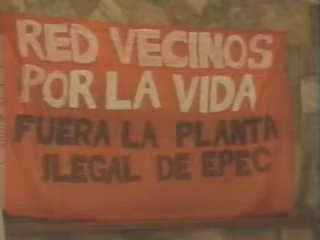 RED VECINOS
POR LA VIDA
FUERA LA PLANTA
ILEGAL DE EPEC